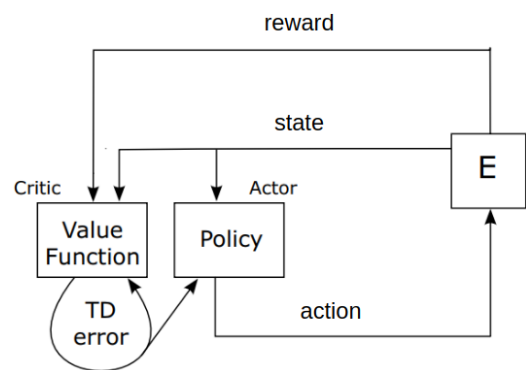 reward
state
Critic
Actor
E
Value
Function
Policy
TD
error
action